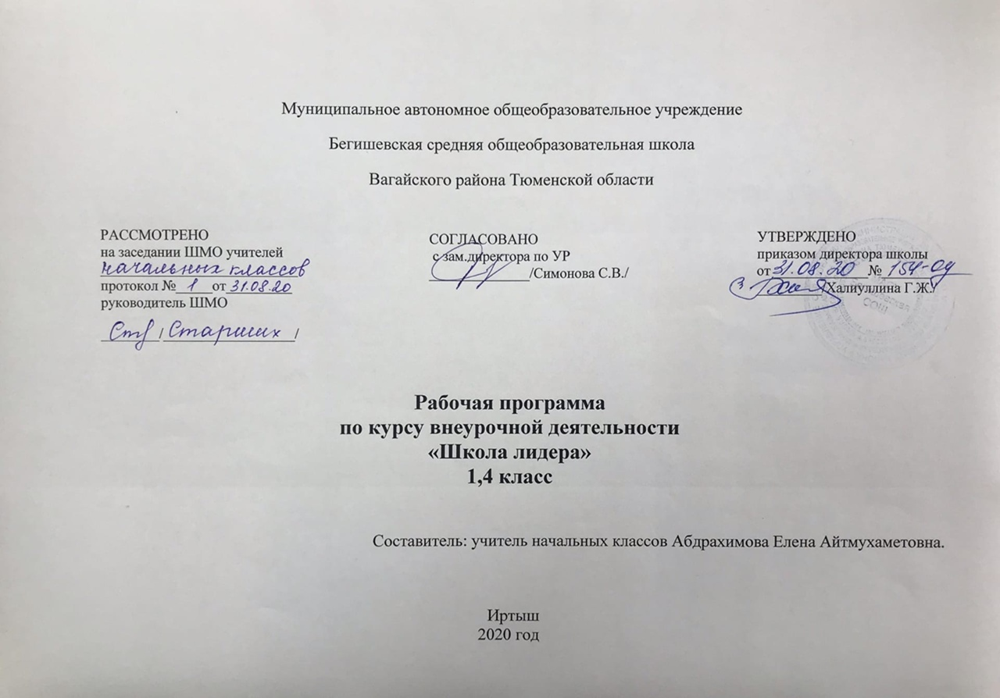 Муниципальное автономное общеобразовательное учреждение
Бегишевская средняя общеобразовательная школа
Вагайского района Тюменской области
РАССМОТРЕНО
на заседании ШМО учителей
начальных классов
протокол № 1 от 31.08.20
руководитель ШМО
/ Старших /
СОГЛАСОВАНО
с зам.директора по УР
/Симонова С.В./
УТВЕРЖДЕНО
приказом директора школы
от 31.08.20 № 154-од
/Халиуллина Г.Ж./
Рабочая программа
по курсу внеурочной деятельности
«Школа лидера»
1,4 класс
Составитель: учитель начальных классов Абдрахимова Елена Айтмухаметовна.
Иртыш
2020 год